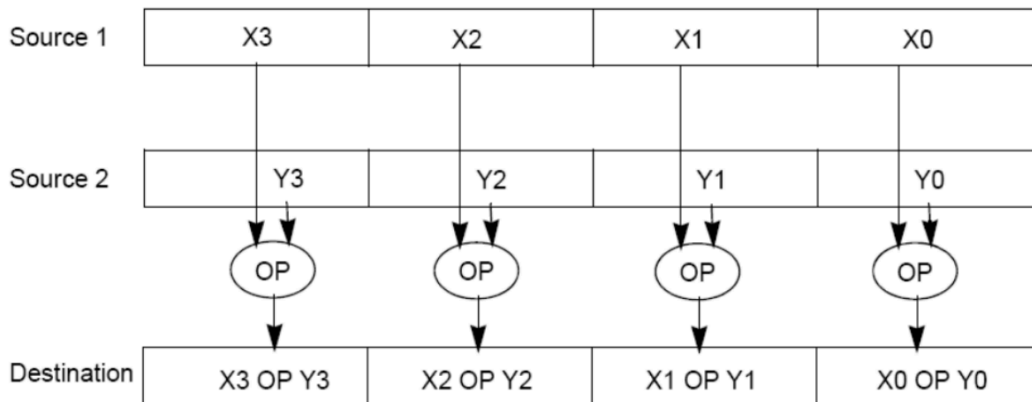 Source 1 X3 X2 X1 X0
Source 2 Y3 Y2 Y1 Y0
OP OP OP OP
Destination X3 OP Y3 X2 OP Y2 X1 OP Y1 X0 OP Y0